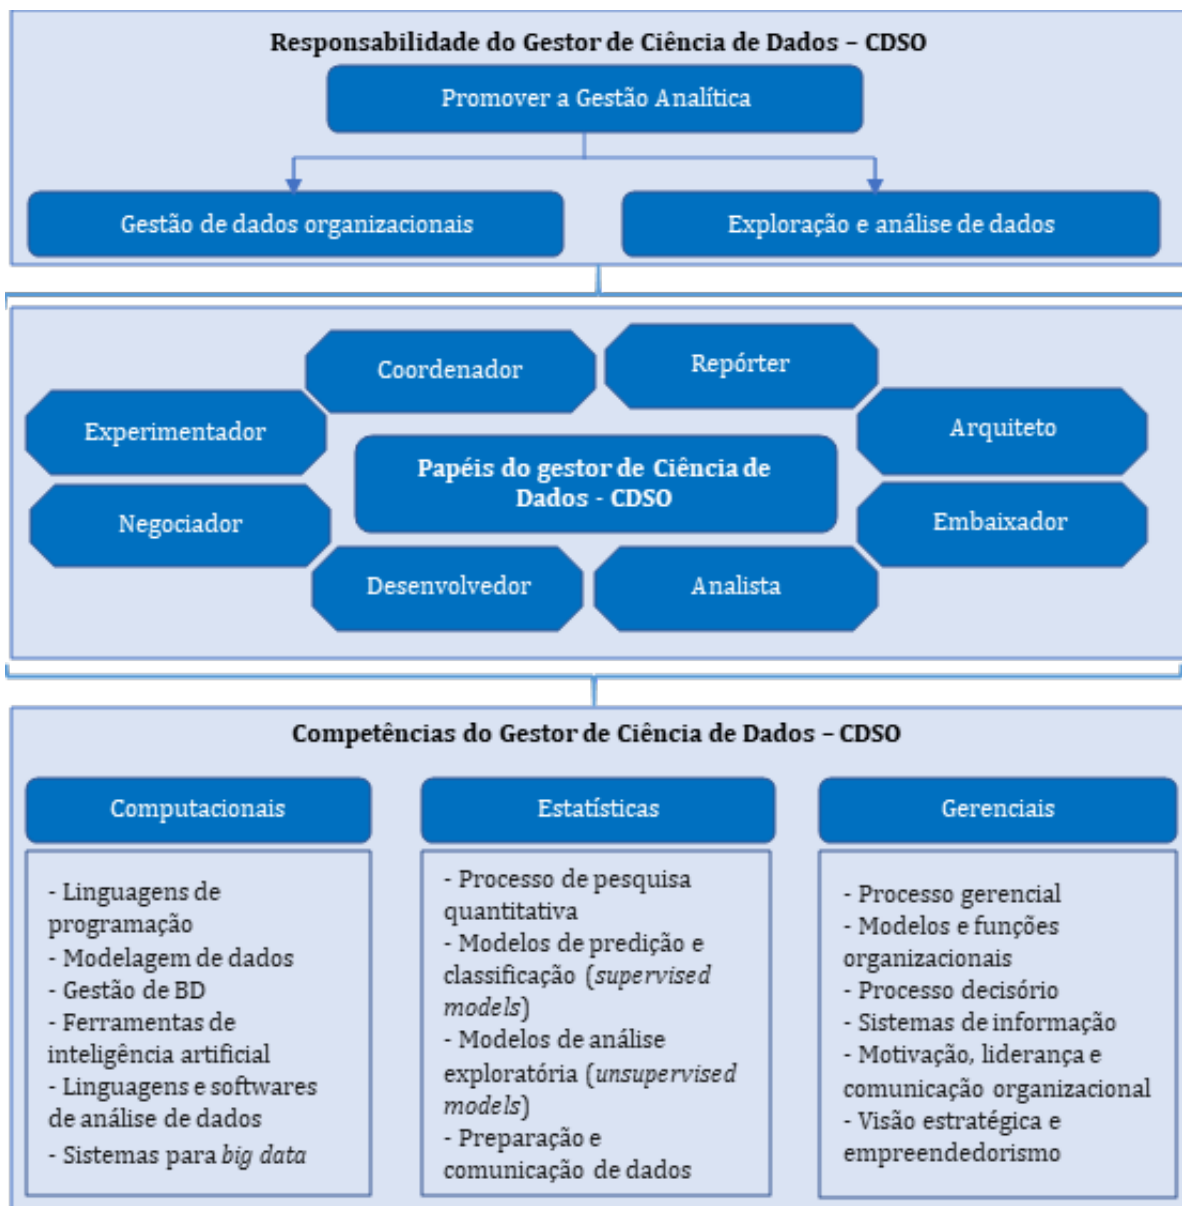 Responsabilidade do Gestor de Ciência de Dados – CDSO
Promover a Gestão Analítica
Gestão de dados organizacionais
Exploração e análise de dados
Coordenador
Repórter
Experimentador
Arquiteto
Papéis do gestor de Ciência de
Dados - CDSO
Negociador
Embaixador
Desenvolvedor
Analista
Competências do Gestor de Ciência de Dados – CDSO
Computacionais
- Linguagens de
programação
- Modelagem de dados
- Gestão de BD
- Ferramentas de
inteligência artificial
- Linguagens e softwares
de análise de dados
- Sistemas para big data
Estatísticas
- Processo de pesquisa
quantitativa
- Modelos de predição e
classificação (supervised
models)
- Modelos de análise
exploratória (unsupervised
models)
- Preparação e
comunicação de dados
Gerenciais
- Processo gerencial
- Modelos e funções
organizacionais
- Processo decisório
- Sistemas de informação
- Motivação, liderança e
comunicação organizacional
- Visão estratégica e
empreendedorismo